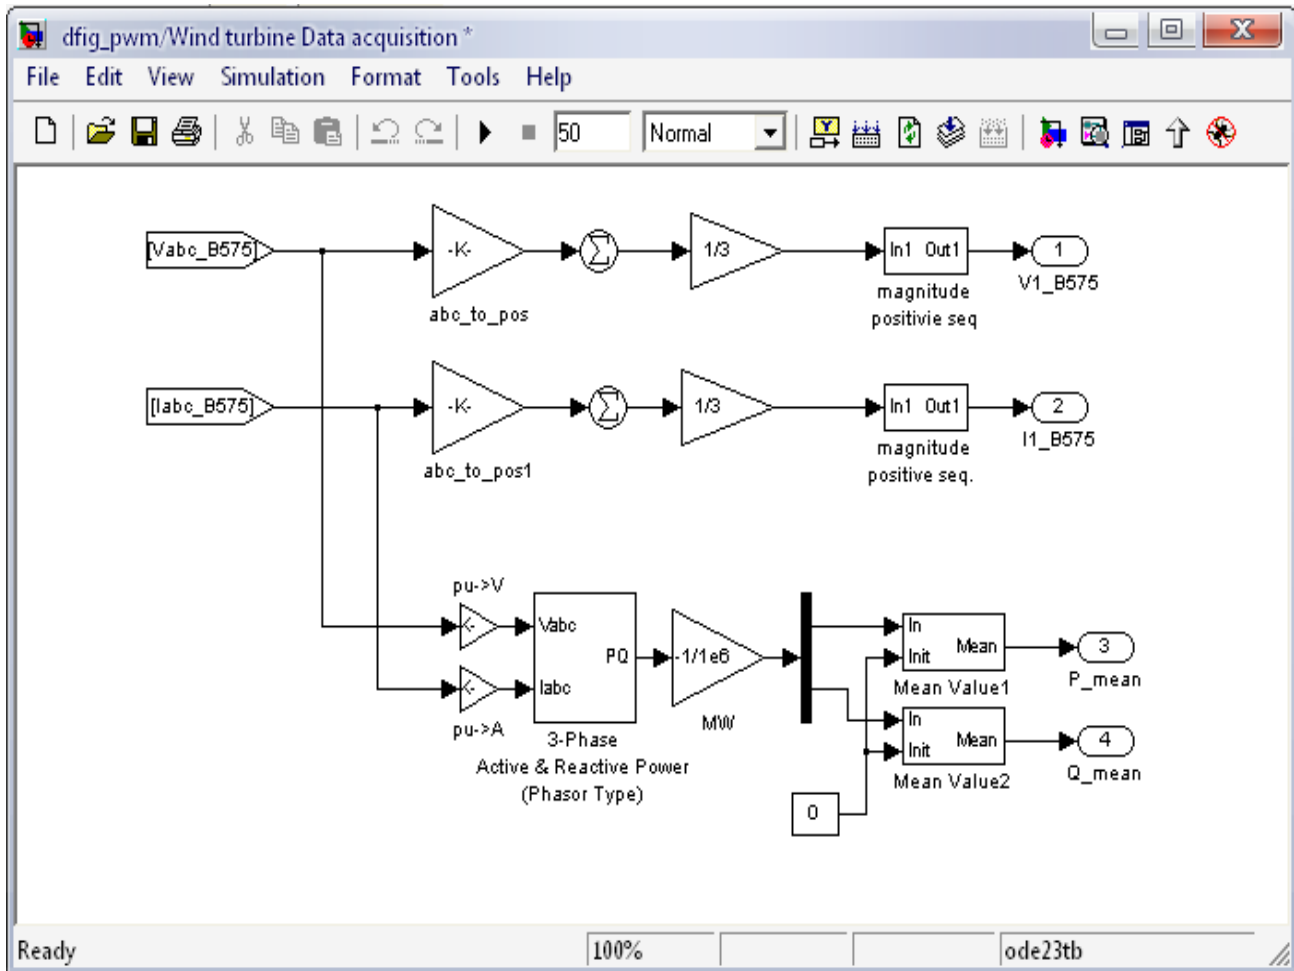 dfig_pwm/Wind turbine Data acquisition *
File Edit View Simulation Format Tools Help
50 Normal
[Vabc_B575]
-K-
abc_to_pos
∑
1/3
In1 Out1
magnitude
positivie seq
1
V1_B575
[Iabc_B575]
-K-
abc_to_pos1
∑
1/3
In1 Out1
magnitude
positive seq.
2
I1_B575
pu->V
-K-
pu->A
-K-
Vabc
Iabc
PQ
3-Phase
Active & Reactive Power
(Phasor Type)
-1/1e6
MW
In
Init
Mean
Mean Value1
3
P_mean
In
Init
Mean
Mean Value2
4
Q_mean
0
Ready 100% ode23tb